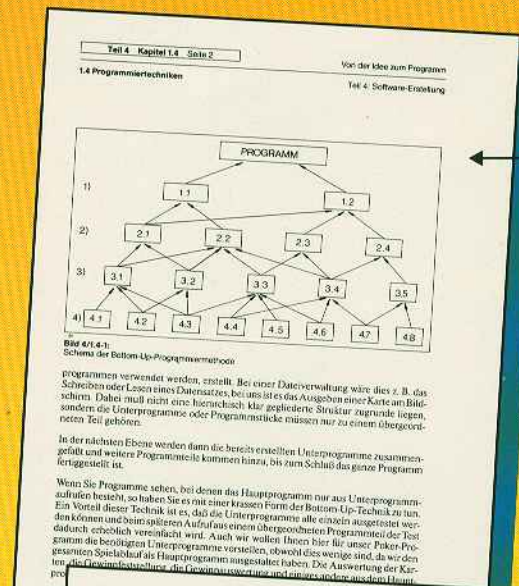 Teil 4 Kapitel 1.4 Seite 2
Von der Idee zum Programm
1.4 Programmiertechniken
Teil 4: Software-Erstellung
PROGRAMM
1) 1.1 1.2
2) 2.1 2.2 2.3 2.4
3) 3.1 3.2 3.3 3.4 3.5
4) 4.1 4.2 4.3 4.4 4.5 4.6 4.7 4.8
Bild 4/1.4-1:
Schema der Bottom-Up-Programmiermethode
programmen verwendet werden, erstellt. Bei einer Dateiverwaltung wäre dies z. B. das
Schreiben oder Lesen eines Datensatzes, bei uns ist es das Ausgeben einer Karte am Bild-
schirm. Dabei muß nicht eine hierarchisch klar gegliederte Struktur zugrunde liegen,
sondern die Unterprogramme oder Programmstücke müssen nur zu einem übergeord-
neten Teil gehören.
In der nächsten Ebene werden dann die bereits erstellten Unterprogramme zusammen-
gefaßt und weitere Programmteile kommen hinzu, bis zum Schluß das ganze Programm
fertiggestellt ist.
Wenn Sie Programme sehen, bei denen das Hauptprogramm nur aus Unterprogramm-
aufrufen besteht, so haben Sie es mit einer krassen Form der Bottom-Up-Technik zu tun.
Ein Vorteil dieser Technik ist es, daß die Unterprogramme alle einzeln ausgetestet wer-
den können und beim späteren Aufruf aus einem übergeordneten Programmteil der Test
dadurch erheblich vereinfacht wird. Auch wir wollen Ihnen hier für unser Poker-Pro-
gramm die benötigten Unterprogramme vorstellen, obwohl dies wenige sind, da wir den
gesamten Spielablauf als Hauptprogramm ausgestaltet haben. Die Auswertung der Kar-
ten, die Gewinnfeststellung, die Gewinnauswertung und einiges andere aus dem Haupt-
pro